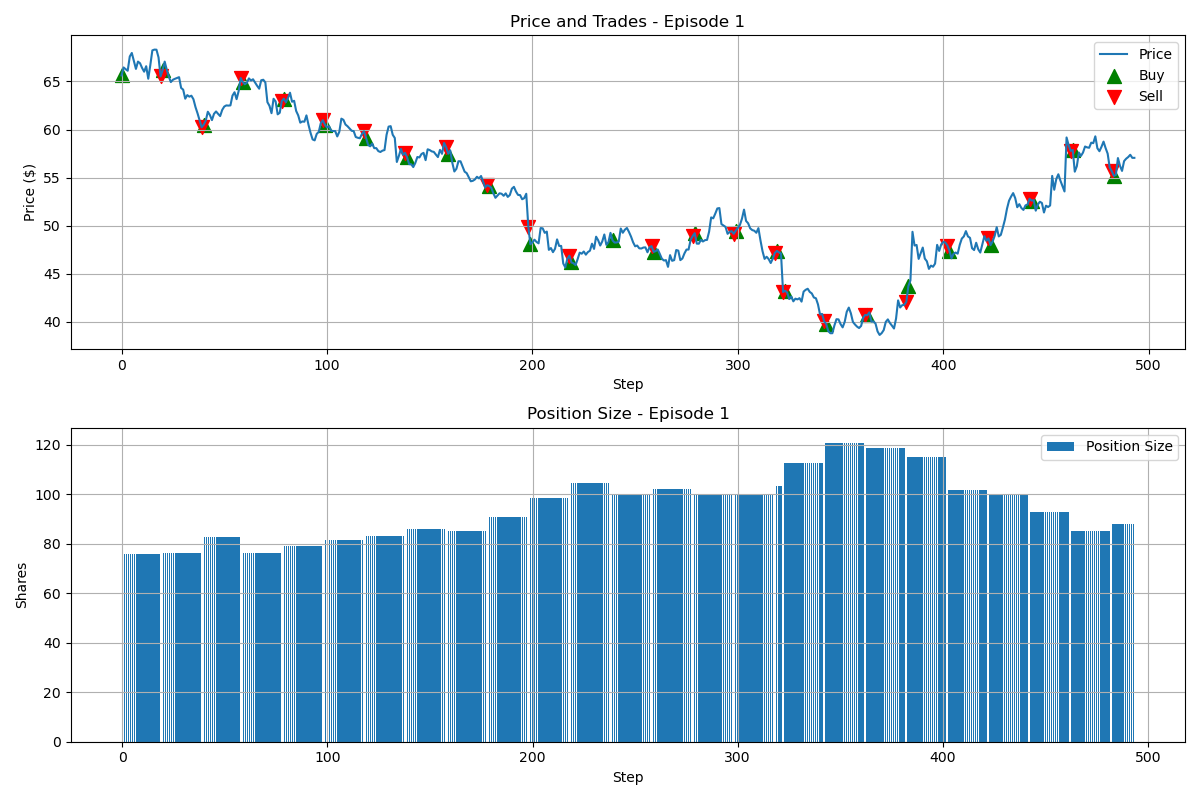 Price and Trades - Episode 1
Price ($)
65
60
55
50
45
40
Price
Buy
Sell
0 100 200 300 400 500
Step
Position Size - Episode 1
Shares
120
100
80
60
40
20
0
Position Size
0 100 200 300 400 500
Step